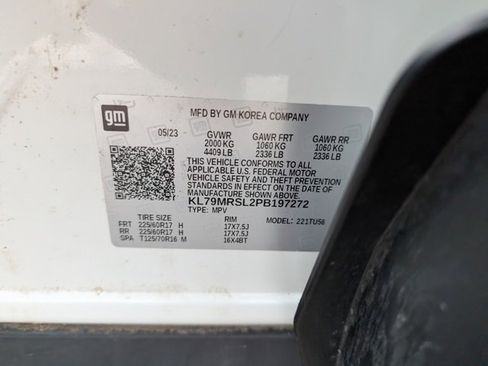 gm
MFD BY GM KOREA COMPANY
05/23 GVWR GAWR FRT GAWR RR
2000 KG 1060 KG 1060 KG
4409 LB 2336 LB 2336 LB
THIS VEHICLE CONFORMS TO ALL
APPLICABLE U.S. FEDERAL MOTOR
VEHICLE SAFETY AND THEFT PREVENTION
STANDARDS IN EFFECT ON THE DATE OF
MANUFACTURE SHOWN ABOVE.
KL79MRSL2PB197272
TYPE: MPV MODEL: 221TU56
TIRE SIZE RIM
FRT 225/60R17 H 17X7.5J
RR 225/60R17 H 17X7.5J
SPA T125/70R16 M 16X4BT